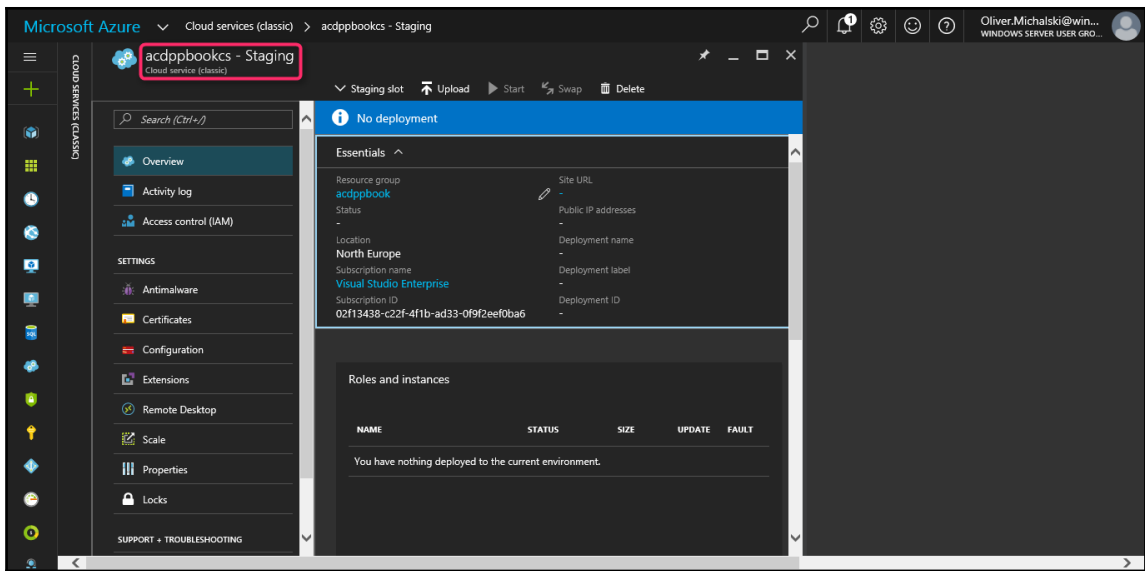 Microsoft Azure Cloud services (classic) > acdppbookcs - Staging
1
Oliver.Michalski@win...
WINDOWS SERVER USER GRO...
CLOUD SERVICES (CLASSIC)
acdppbookcs - Staging
Cloud service (classic)
Staging slot Upload Start Swap Delete
Search (Ctrl+/)
Overview
Activity log
Access control (IAM)
SETTINGS
Antimalware
Certificates
Configuration
Extensions
Remote Desktop
Scale
Properties
Locks
SUPPORT + TROUBLESHOOTING
No deployment
Essentials
Resource group
acdppbook
Status
-
Location
North Europe
Subscription name
Visual Studio Enterprise
Subscription ID
02f13438-c22f-4f1b-ad33-0f9f2eef0ba6
Site URL
-
Public IP addresses
-
Deployment name
-
Deployment label
-
Deployment ID
-
Roles and instances
NAME STATUS SIZE UPDATE FAULT
You have nothing deployed to the current environment.
SQL